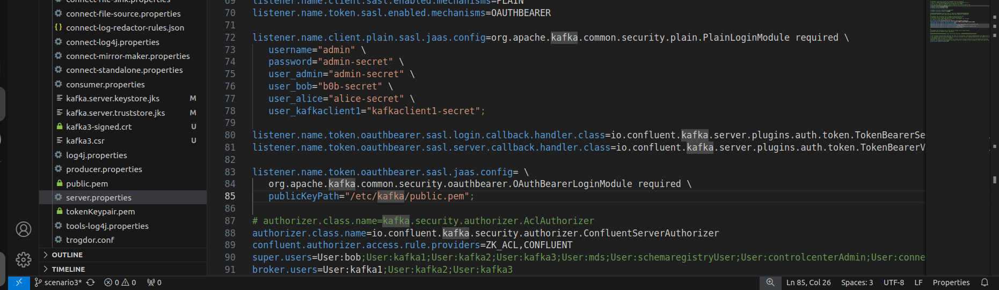 connect-file-sink.properties
connect-file-source.properties
{} connect-log-redactor-rules.json
connect-log4j.properties
connect-mirror-maker.properties
connect-standalone.properties
consumer.properties
kafka.server.keystore.jks M
kafka.server.truststore.jks M
kafka3-signed.crt U
kafka3.csr U
log4j.properties
producer.properties
public.pem
server.properties
tokenKeypair.pem
tools-log4j.properties
trogdor.conf
OUTLINE
TIMELINE
69 listener.name.client.sasl.enabled.mechanisms=PLAIN
70 listener.name.token.sasl.enabled.mechanisms=OAUTHBEARER
71
72 listener.name.client.plain.sasl.jaas.config=org.apache.kafka.common.security.plain.PlainLoginModule required \
73 username="admin" \
74 password="admin-secret" \
75 user_admin="admin-secret" \
76 user_bob="b0b-secret" \
77 user_alice="alice-secret" \
78 user_kafkaclient1="kafkaclient1-secret";
79
80 listener.name.token.oauthbearer.sasl.login.callback.handler.class=io.confluent.kafka.server.plugins.auth.token.TokenBearerSe
81 listener.name.token.oauthbearer.sasl.server.callback.handler.class=io.confluent.kafka.server.plugins.auth.token.TokenBearerV
82
83 listener.name.token.oauthbearer.sasl.jaas.config= \
84 org.apache.kafka.common.security.oauthbearer.OAuthBearerLoginModule required \
85 publicKeyPath="/etc/kafka/public.pem";
86
87 # authorizer.class.name=kafka.security.authorizer.AclAuthorizer
88 authorizer.class.name=io.confluent.kafka.security.authorizer.ConfluentServerAuthorizer
89 confluent.authorizer.access.rule.providers=ZK_ACL,CONFLUENT
90 super.users=User:bob;User:kafka1;User:kafka2;User:kafka3;User:mds;User:schemaregistryUser;User:controlcenterAdmin;User:conne
91 broker.users=User:kafka1;User:kafka2;User:kafka3
scenario3* 0 0 0 Ln 85, Col 26 Spaces: 3 UTF-8 LF Properties